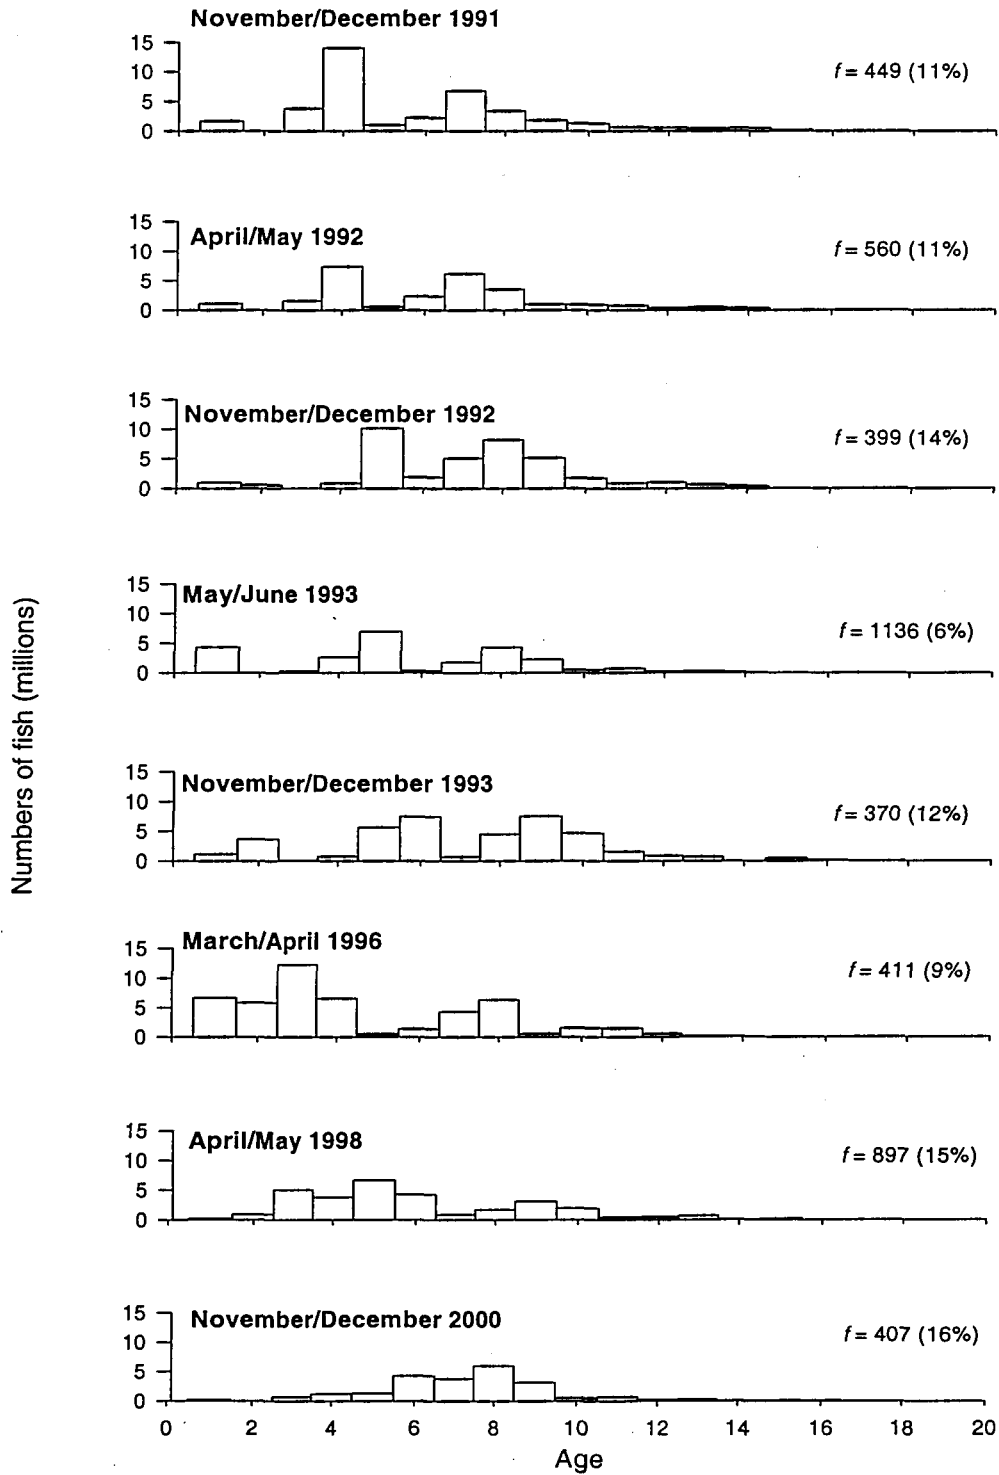 November/December 1991
15
10
5
0
f = 449 (11%)
April/May 1992
15
10
5
0
f = 560 (11%)
November/December 1992
15
10
5
0
f = 399 (14%)
May/June 1993
15
10
5
0
f = 1136 (6%)
Numbers of fish (millions)
November/December 1993
15
10
5
0
f = 370 (12%)
March/April 1996
15
10
5
0
f = 411 (9%)
April/May 1998
15
10
5
0
f = 897 (15%)
November/December 2000
15
10
5
0
f = 407 (16%)
0 2 4 6 8 10 12 14 16 18 20
Age